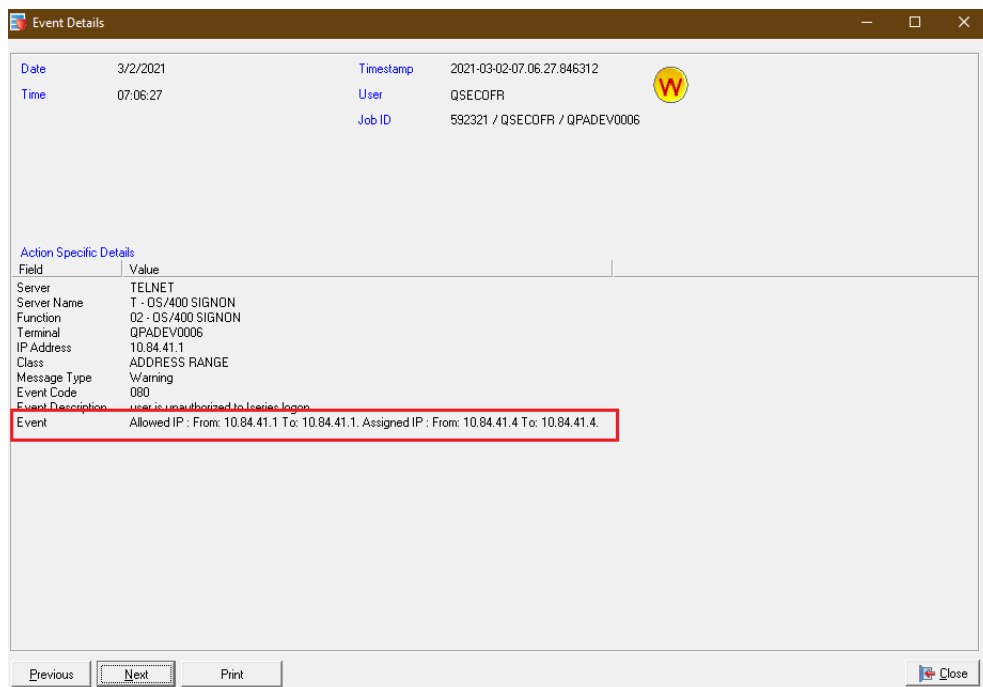 Event Details
Date 3/2/2021 Timestamp 2021-03-02-07.06.27.846312
W
Time 07:06:27 User QSECOFR
Job ID 592321 / QSECOFR / QPADEV0006
Action Specific Details
Field Value
Server TELNET
Server Name T - OS/400 SIGNON
Function 02 - OS/400 SIGNON
Terminal QPADEV0006
IP Address 10.84.41.1
Class ADDRESS RANGE
Message Type Warning
Event Code 080
Event Description user is unauthorized to Iseries logon
Event Allowed IP : From: 10.84.41.1 To: 10.84.41.1. Assigned IP : From: 10.84.41.4 To: 10.84.41.4.
Previous Next Print Close